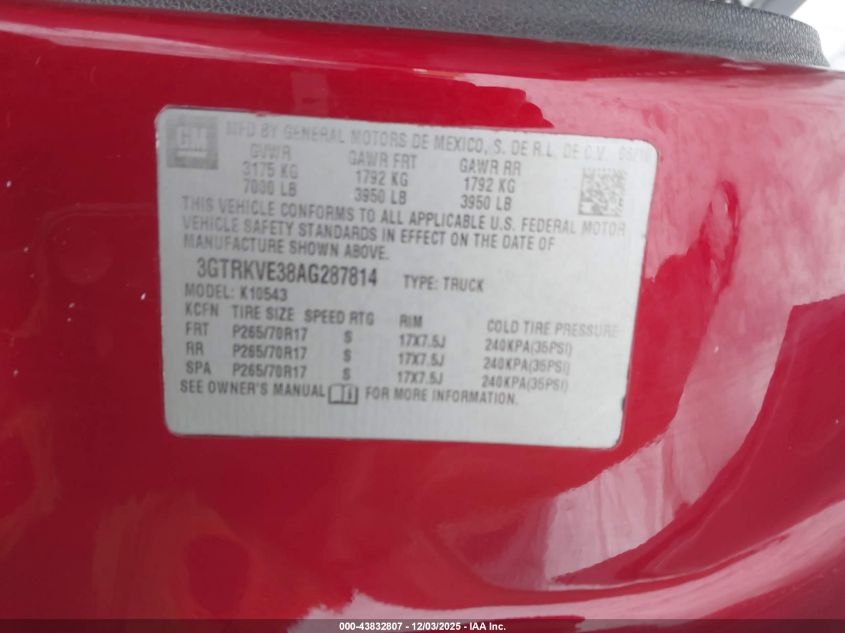 GM
MFD BY GENERAL MOTORS DE MEXICO, S. DE R.L. DE C.V. 05/10
GVWR GAWR FRT GAWR RR
3175 KG 1792 KG 1792 KG
7000 LB 3950 LB 3950 LB
THIS VEHICLE CONFORMS TO ALL APPLICABLE U.S. FEDERAL MOTOR
VEHICLE SAFETY STANDARDS IN EFFECT ON THE DATE OF
MANUFACTURE SHOWN ABOVE.
3GTRKVE38AG287814 TYPE: TRUCK
MODEL: K10543
KCFN TIRE SIZE SPEED RTG RIM COLD TIRE PRESSURE
FRT P265/70R17 S 17X7.5J 240KPA(35PSI)
RR P265/70R17 S 17X7.5J 240KPA(35PSI)
SPA P265/70R17 S 17X7.5J 240KPA(35PSI)
SEE OWNER'S MANUAL FOR MORE INFORMATION.
000-43832807 - 12/03/2025 - IAA Inc.